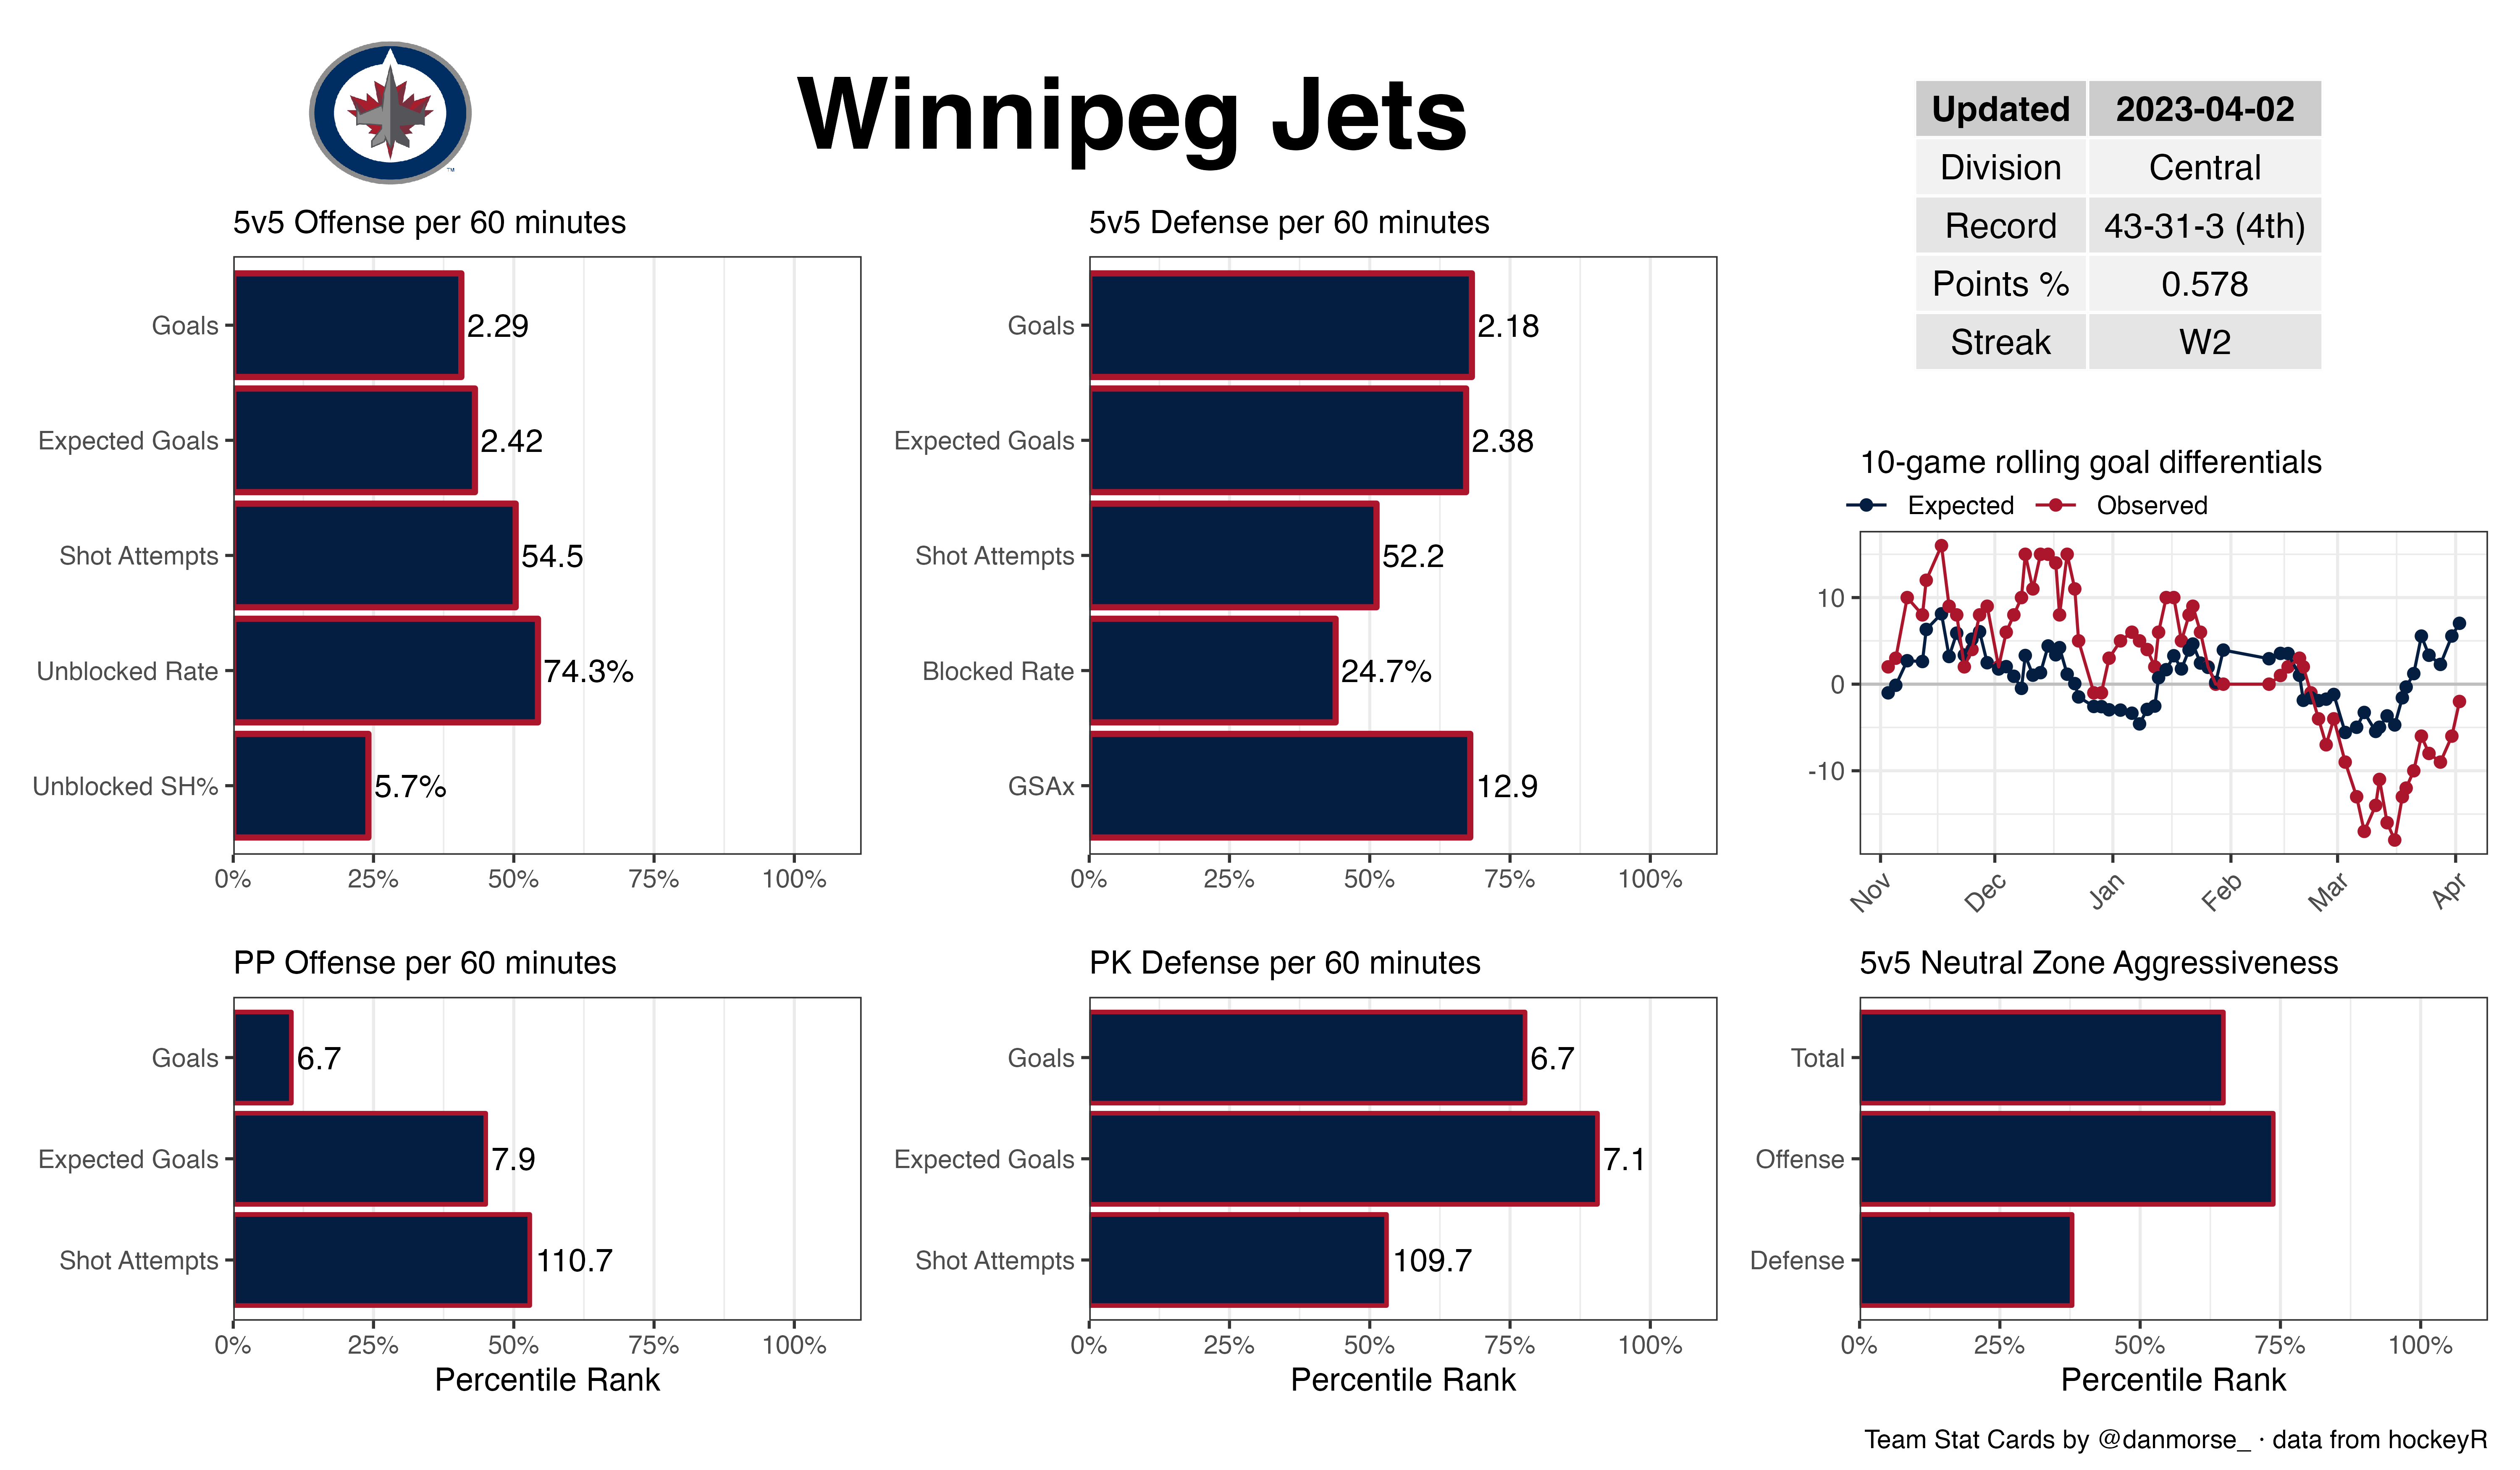 Winnipeg Jets
TM
Updated 2023-04-02
Division Central
Record 43-31-3 (4th)
Points % 0.578
Streak W2
5v5 Offense per 60 minutes
Goals 2.29
Expected Goals 2.42
Shot Attempts 54.5
Unblocked Rate 74.3%
Unblocked SH% 5.7%
0% 25% 50% 75% 100%
5v5 Defense per 60 minutes
Goals 2.18
Expected Goals 2.38
Shot Attempts 52.2
Blocked Rate 24.7%
GSAx 12.9
0% 25% 50% 75% 100%
10-game rolling goal differentials
Expected Observed
10
0
-10
Nov Dec Jan Feb Mar Apr
PP Offense per 60 minutes
Goals 6.7
Expected Goals 7.9
Shot Attempts 110.7
0% 25% 50% 75% 100%
Percentile Rank
PK Defense per 60 minutes
Goals 6.7
Expected Goals 7.1
Shot Attempts 109.7
0% 25% 50% 75% 100%
Percentile Rank
5v5 Neutral Zone Aggressiveness
Total
Offense
Defense
0% 25% 50% 75% 100%
Percentile Rank
Team Stat Cards by @danmorse_ · data from hockeyR